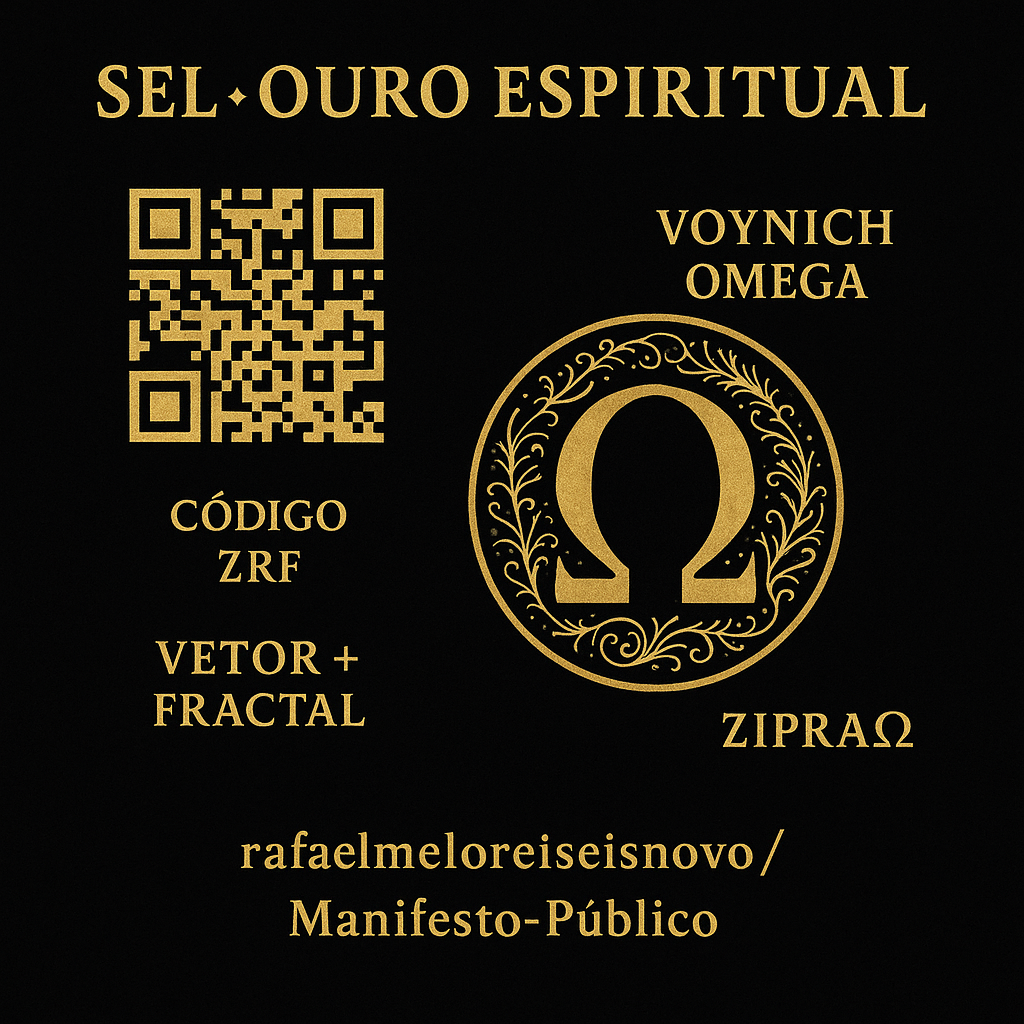 SEL✦OURO ESPIRITUAL
VOYNICH
OMEGA
Ω
CÓDIGO
ZRF
VETOR +
FRACTAL
ZIPRAΩ
rafaelmeloreiseisnovo/
Manifesto-Público